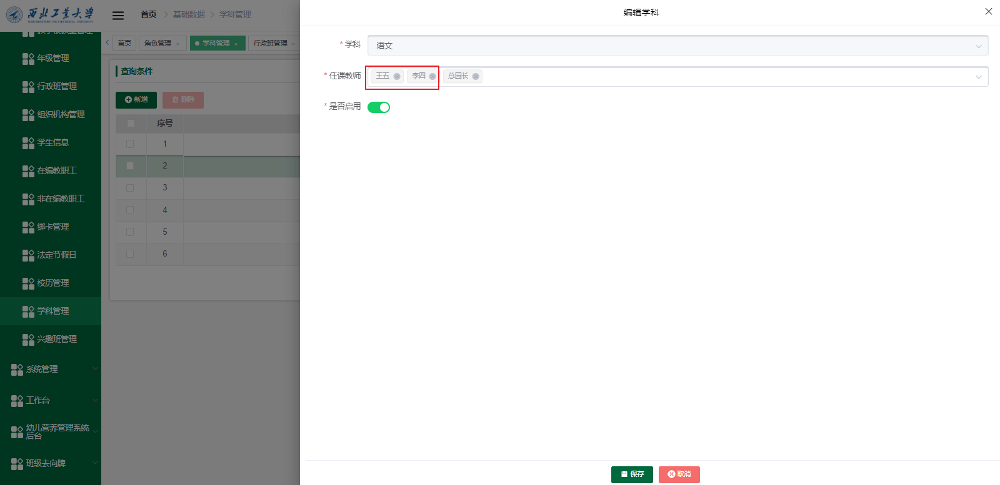 西北工业大学
NORTHWESTERN POLYTECHNICAL UNIVERSITY
首页 > 基础数据 > 学科管理
首页
角色管理 ×
学科管理 ×
行政班管理 ×
年级管理
行政班管理
组织机构管理
学生信息
在编教职工
非在编教职工
绑卡管理
法定节假日
校历管理
学科管理
兴趣班管理
系统管理
工作台
幼儿营养管理系统
后台
班级去向牌
查询条件
新增
删除
序号
1
2
3
4
5
6
编辑学科
* 学科
语文
* 任课教师
王五
李四
总园长
* 是否启用
保存
取消